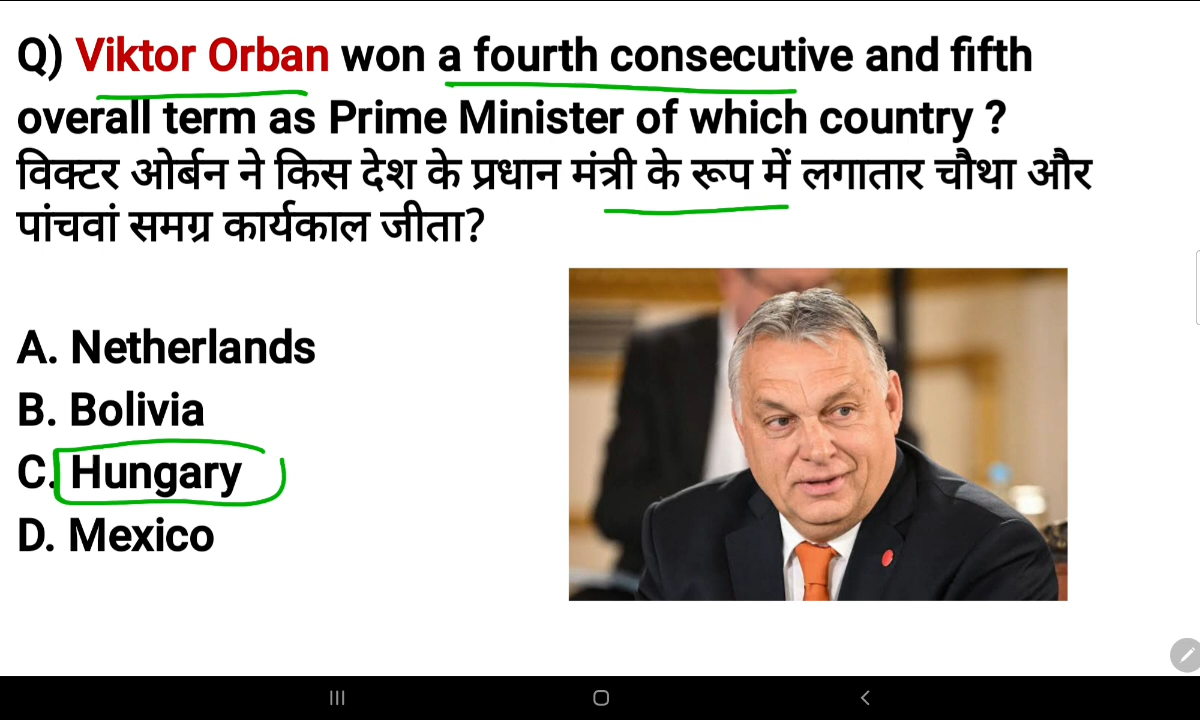 Q) Viktor Orban won a fourth consecutive and fifth
overall term as Prime Minister of which country ?
विक्टर ओर्बन ने किस देश के प्रधान मंत्री के रूप में लगातार चौथा और
पांचवां समग्र कार्यकाल जीता?
A. Netherlands
B. Bolivia
C. Hungary
D. Mexico